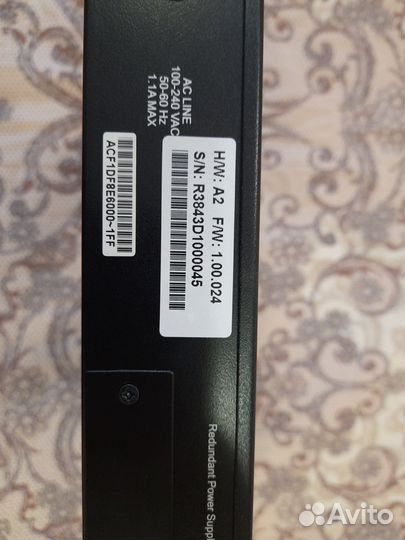 AC LINE
100-240 VAC
50-60 Hz
1.1A MAX
ACF1DF8E6000~1FF
H/W: A2 F/W: 1.00.024
S/N: R3843D1000045
Redundant Power Suppl
Avito